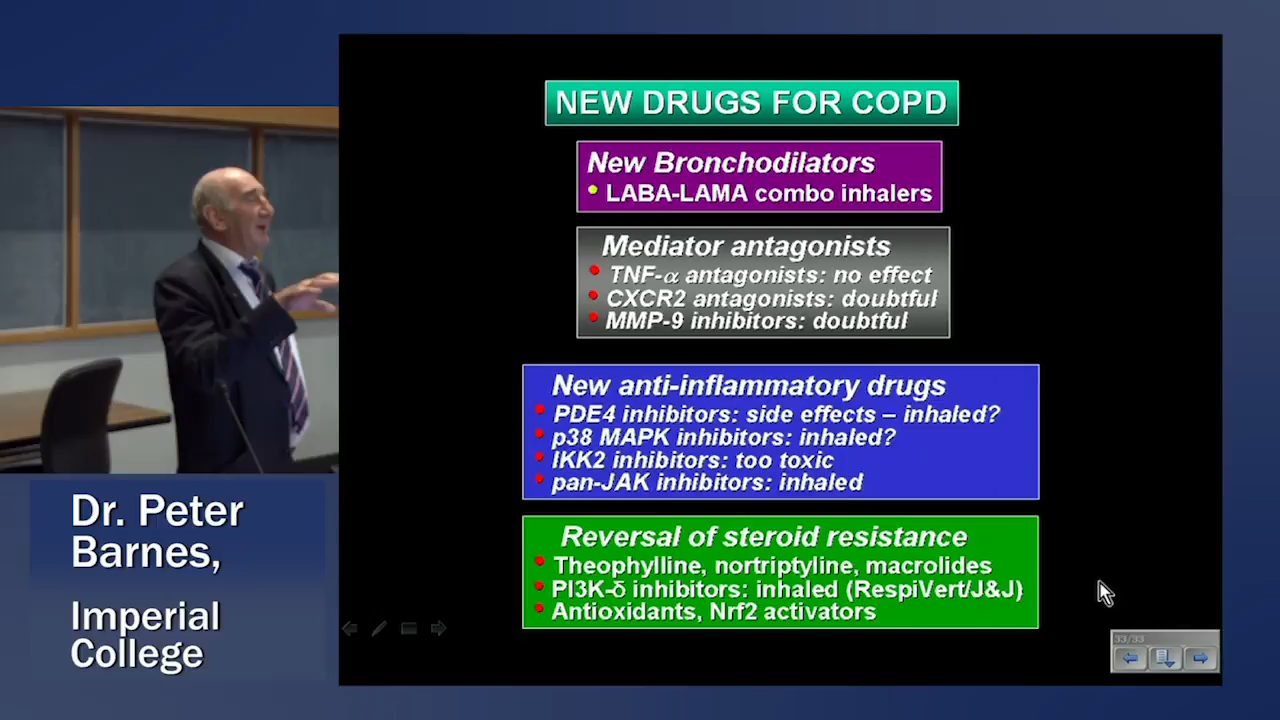 NEW DRUGS FOR COPD
New Bronchodilators
• LABA-LAMA combo inhalers
Mediator antagonists
• TNF-α antagonists: no effect
• CXCR2 antagonists: doubtful
• MMP-9 inhibitors: doubtful
New anti-inflammatory drugs
• PDE4 inhibitors: side effects – inhaled?
• p38 MAPK inhibitors: inhaled?
• IKK2 inhibitors: too toxic
• pan-JAK inhibitors: inhaled
Reversal of steroid resistance
• Theophylline, nortriptyline, macrolides
• PI3K-δ inhibitors: inhaled (RespiVert/J&J)
• Antioxidants, Nrf2 activators
33/33
Dr. Peter
Barnes,
Imperial
College